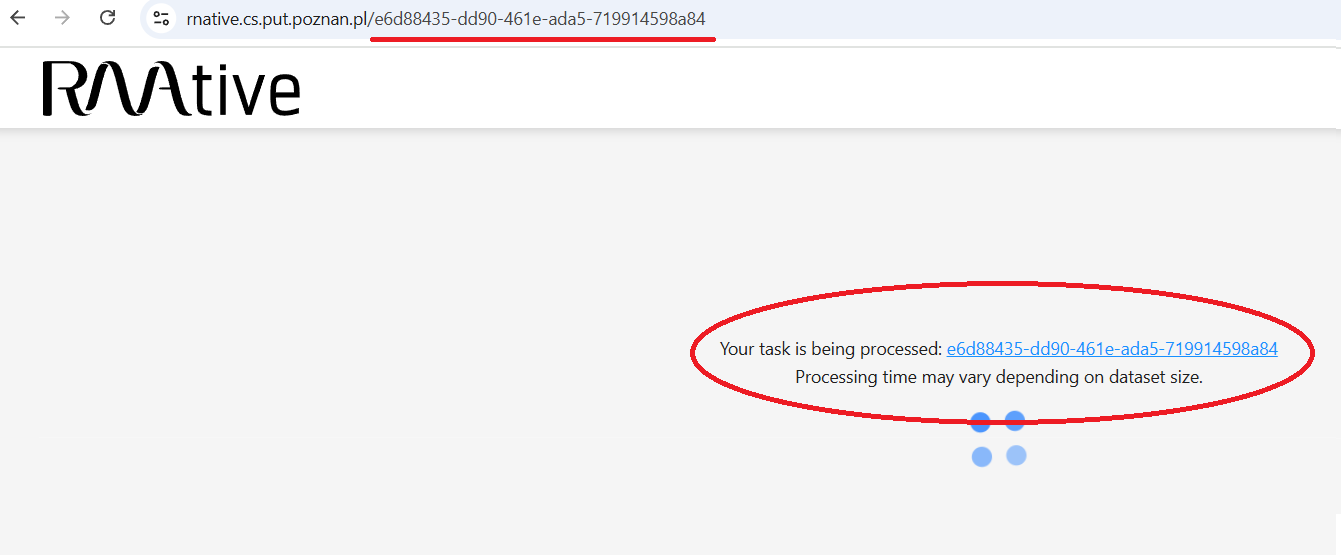 rnative.cs.put.poznan.pl/e6d88435-dd90-461e-ada5-719914598a84
RNAtive
Your task is being processed: e6d88435-dd90-461e-ada5-719914598a84
Processing time may vary depending on dataset size.